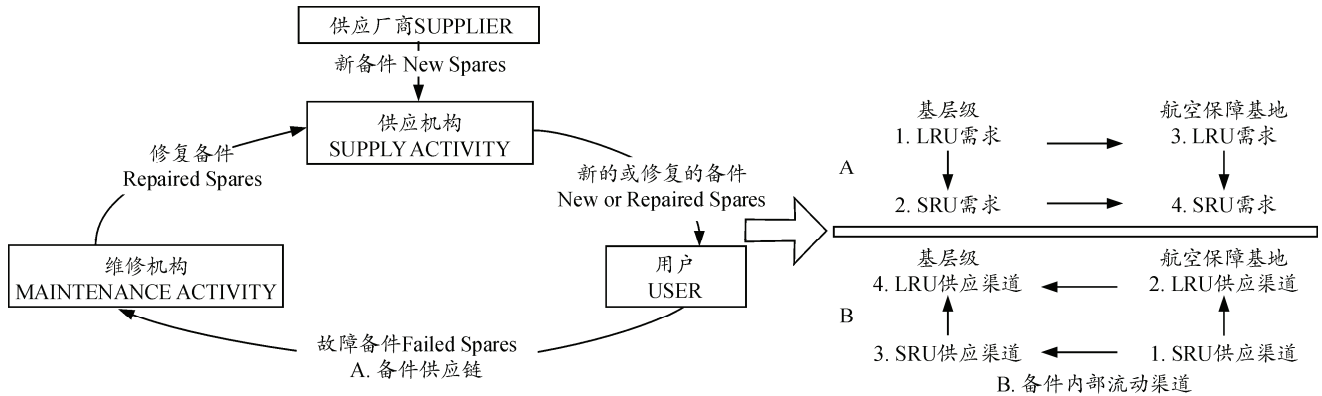 供应厂商SUPPLIER
新备件 New Spares
供应机构
SUPPLY ACTIVITY
修复备件
Repaired Spares
新的或修复的备件
New or Repaired Spares
维修机构
MAINTENANCE ACTIVITY
用户
USER
故障备件Failed Spares
A. 备件供应链
基层级
航空保障基地
1. LRU需求
3. LRU需求
A
2. SRU需求
4. SRU需求
基层级
航空保障基地
4. LRU供应渠道
2. LRU供应渠道
B
3. SRU供应渠道
1. SRU供应渠道
B. 备件内部流动渠道